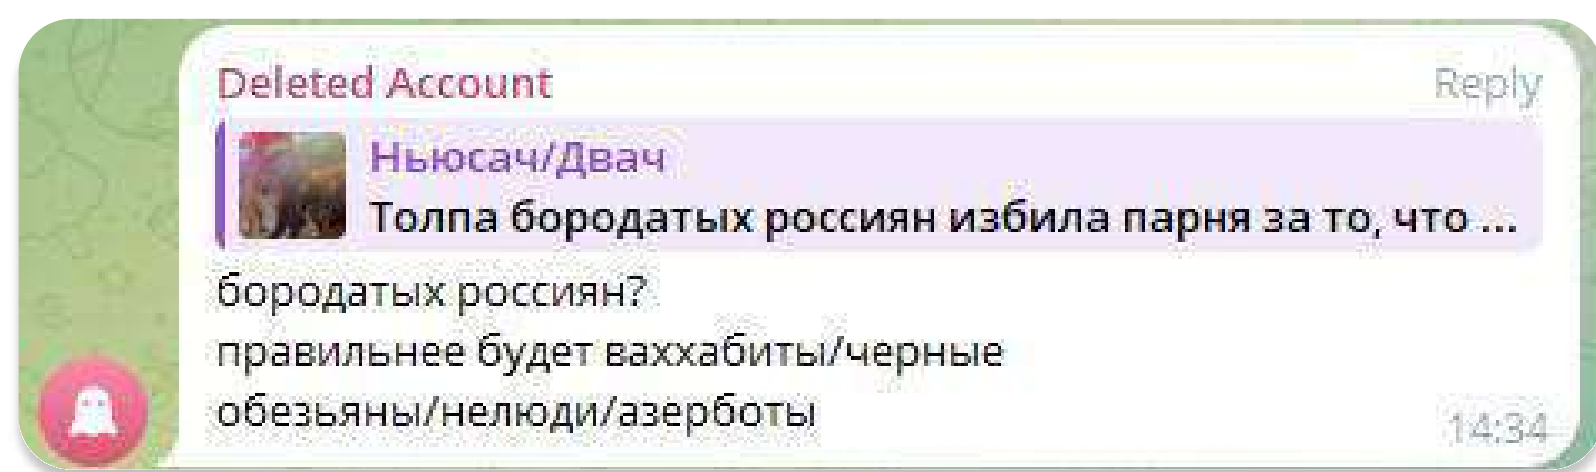 Deleted Account
Reply
Ньюсач/Двач
Толпа бородатых россиян избила парня за то, что ...
бородатых россиян?
правильнее будет ваххабиты/черные
обезьяны/нелюди/азерботы
14:34